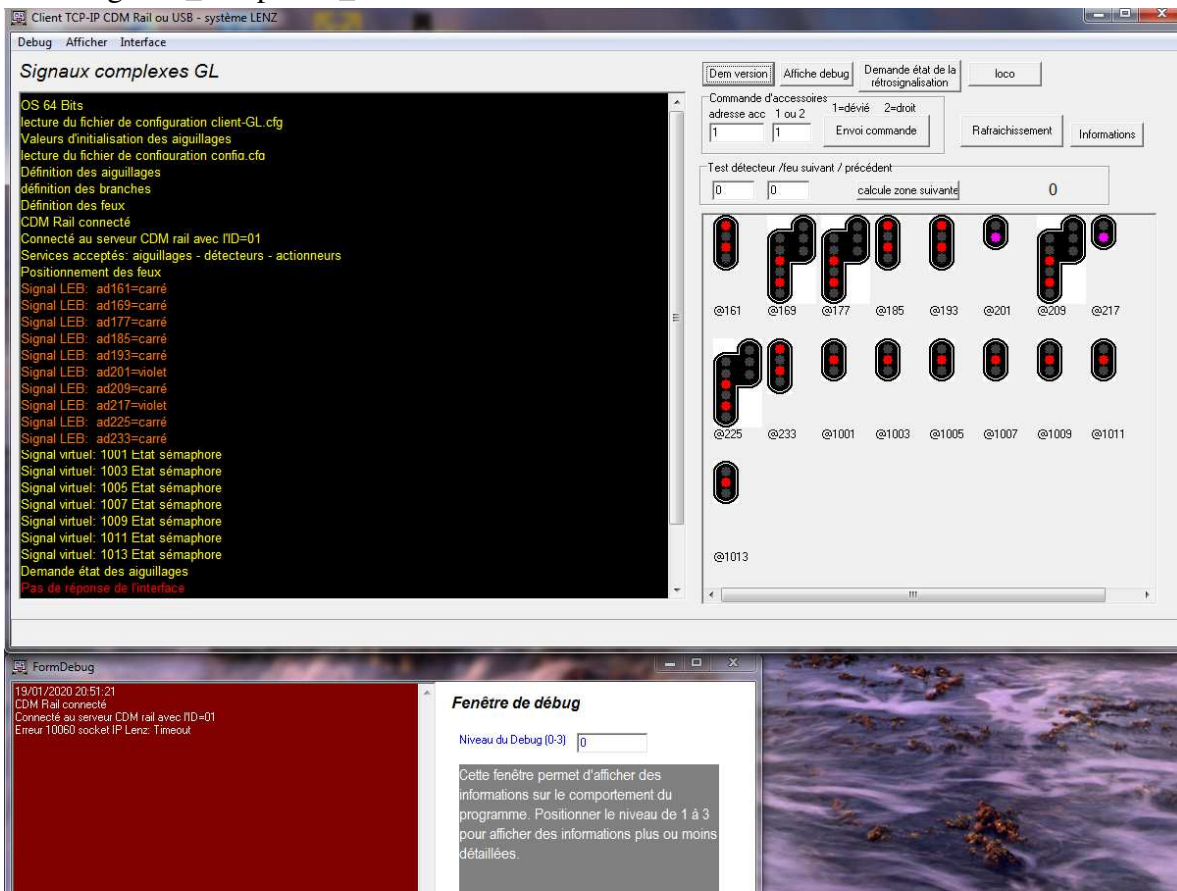 Client TCP-IP CDM Rail ou USB - système LENZ
Debug Afficher Interface
Signaux complexes GL
OS 64 Bits
lecture du fichier de configuration client-GL.cfg
Valeurs d'initialisation des aiguillages
lecture du fichier de configuration config.cfg
Définition des aiguillages
définition des branches
Définition des feux
CDM Rail connecté
Connecté au serveur CDM rail avec l'ID=01
Services acceptés: aiguillages - détecteurs - actionneurs
Positionnement des feux
Signal LEB: ad161=carré
Signal LEB: ad169=carré
Signal LEB: ad177=carré
Signal LEB: ad185=carré
Signal LEB: ad193=carré
Signal LEB: ad201=violet
Signal LEB: ad209=carré
Signal LEB: ad217=violet
Signal LEB: ad225=carré
Signal LEB: ad233=carré
Signal virtuel: 1001 Etat sémaphore
Signal virtuel: 1003 Etat sémaphore
Signal virtuel: 1005 Etat sémaphore
Signal virtuel: 1007 Etat sémaphore
Signal virtuel: 1009 Etat sémaphore
Signal virtuel: 1011 Etat sémaphore
Signal virtuel: 1013 Etat sémaphore
Demande état des aiguillages
Pas de réponse de l'interface
Dem version
Affiche debug
Demande état de la
rétrosignalisation
loco
Commande d'accessoires
adresse acc 1 ou 2
1=dévié 2=droit
1
1
Envoi commande
Rafraichissement
Informations
Test détecteur /feu suivant / précédent
0
0
calcule zone suivante
0
@161 @169 @177 @185 @193 @201 @209 @217
@225 @233 @1001 @1003 @1005 @1007 @1009 @1011
@1013
FormDebug
19/01/2020 20:51:21
CDM Rail connecté
Connecté au serveur CDM rail avec l'ID=01
Erreur 10060 socket IP Lenz: Timeout
Fenêtre de débug
Niveau du Debug (0-3) 0
Cette fenêtre permet d'afficher des
informations sur le comportement du
programme. Positionner le niveau de 1 à 3
pour afficher des informations plus ou moins
détaillées.